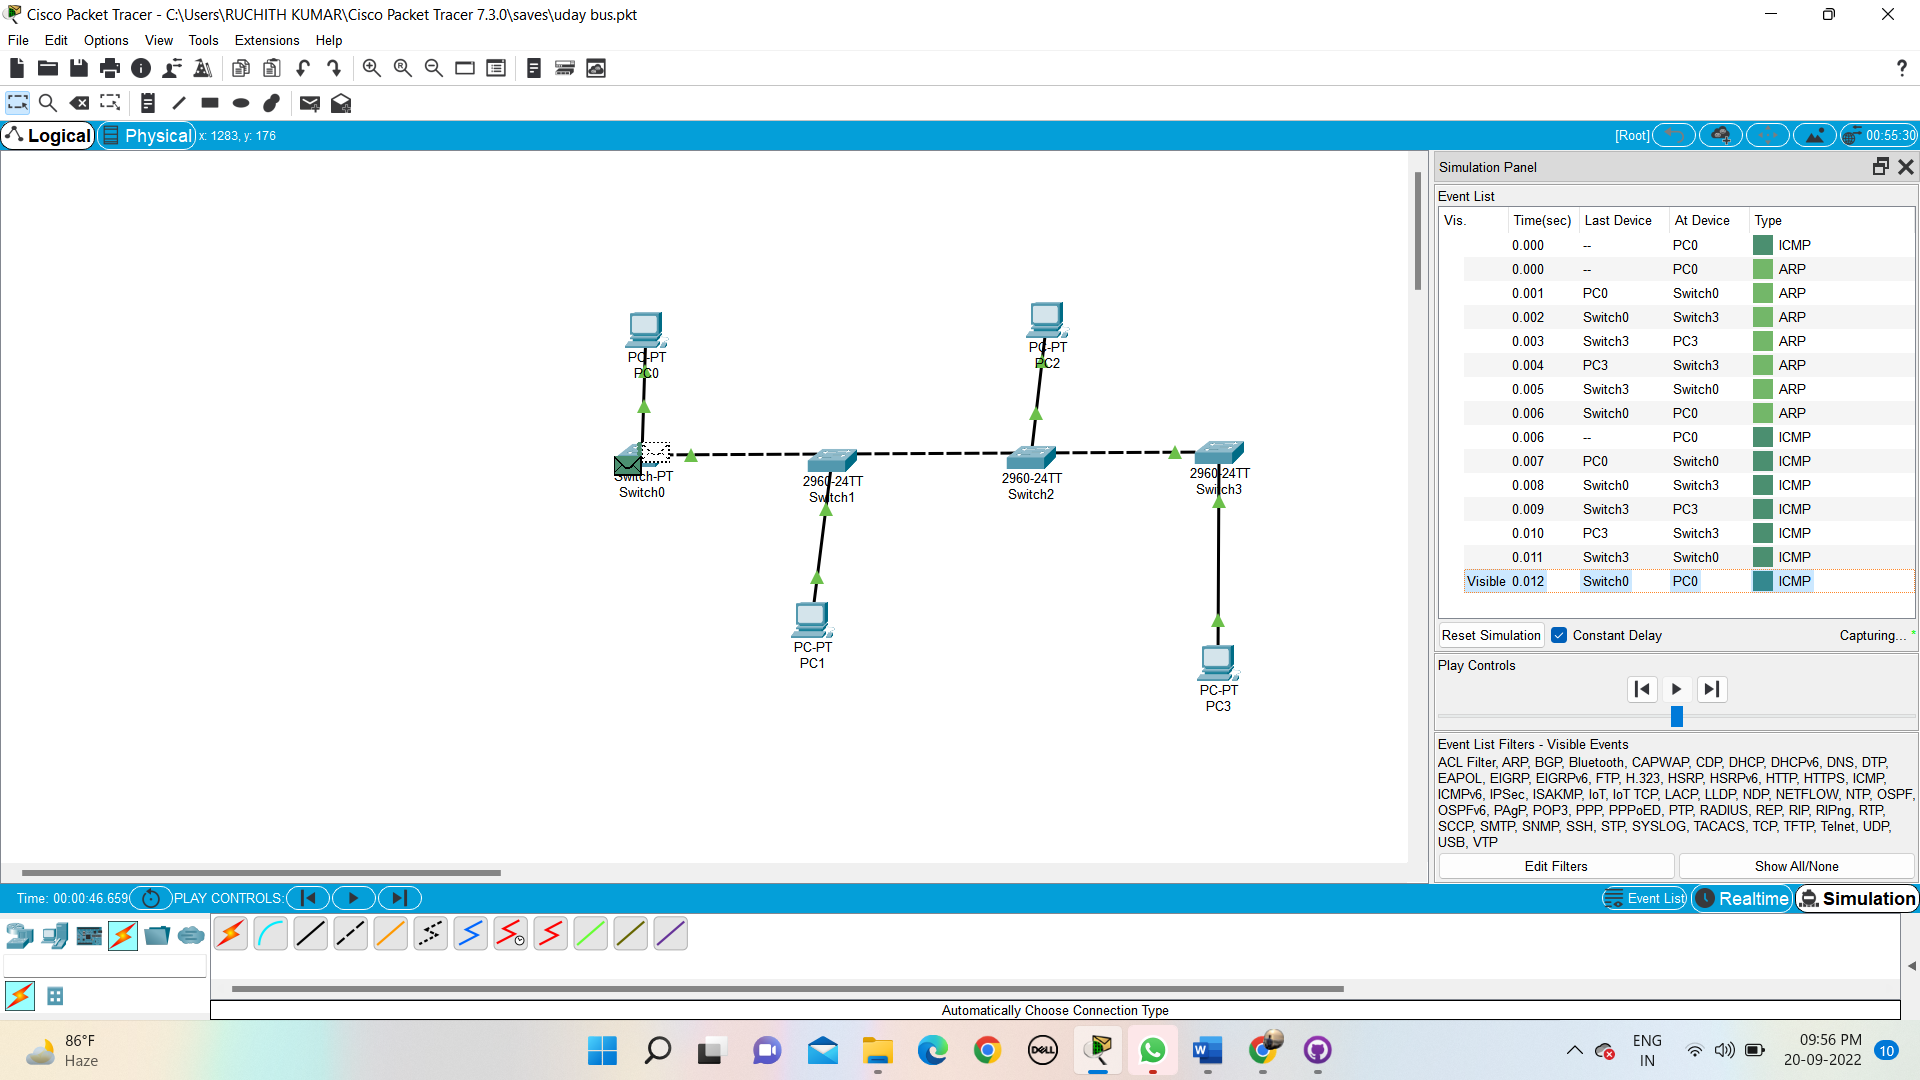 Cisco Packet Tracer - C:\Users\RUCHITH KUMAR\Cisco Packet Tracer 7.3.0\saves\uday bus.pkt
File Edit Options View Tools Extensions Help
Logical Physical x: 1283, y: 176 [Root] 00:55:30
PC-PT
PC0
PC-PT
PC2
Switch-PT
Switch0
2960-24TT
Switch1
2960-24TT
Switch2
2960-24TT
Switch3
PC-PT
PC1
PC-PT
PC3
Simulation Panel
Event List
Vis. Time(sec) Last Device At Device Type
0.000 -- PC0 ICMP
0.000 -- PC0 ARP
0.001 PC0 Switch0 ARP
0.002 Switch0 Switch3 ARP
0.003 Switch3 PC3 ARP
0.004 PC3 Switch3 ARP
0.005 Switch3 Switch0 ARP
0.006 Switch0 PC0 ARP
0.006 -- PC0 ICMP
0.007 PC0 Switch0 ICMP
0.008 Switch0 Switch3 ICMP
0.009 Switch3 PC3 ICMP
0.010 PC3 Switch3 ICMP
0.011 Switch3 Switch0 ICMP
Visible 0.012 Switch0 PC0 ICMP
Reset Simulation Constant Delay Capturing... *
Play Controls
Event List Filters - Visible Events
ACL Filter, ARP, BGP, Bluetooth, CAPWAP, CDP, DHCP, DHCPv6, DNS, DTP,
EAPOL, EIGRP, EIGRPv6, FTP, H.323, HSRP, HSRPv6, HTTP, HTTPS, ICMP,
ICMPv6, IPSec, ISAKMP, IoT, IoT TCP, LACP, LLDP, NDP, NETFLOW, NTP, OSPF,
OSPFv6, PAgP, POP3, PPP, PPPoED, PTP, RADIUS, REP, RIP, RIPng, RTP,
SCCP, SMTP, SNMP, SSH, STP, SYSLOG, TACACS, TCP, TFTP, Telnet, UDP,
USB, VTP
Edit Filters Show All/None
Time: 00:00:46.659 PLAY CONTROLS: Event List Realtime Simulation
Automatically Choose Connection Type
86°F
Haze
DELL
ENG
IN
09:56 PM
20-09-2022
10